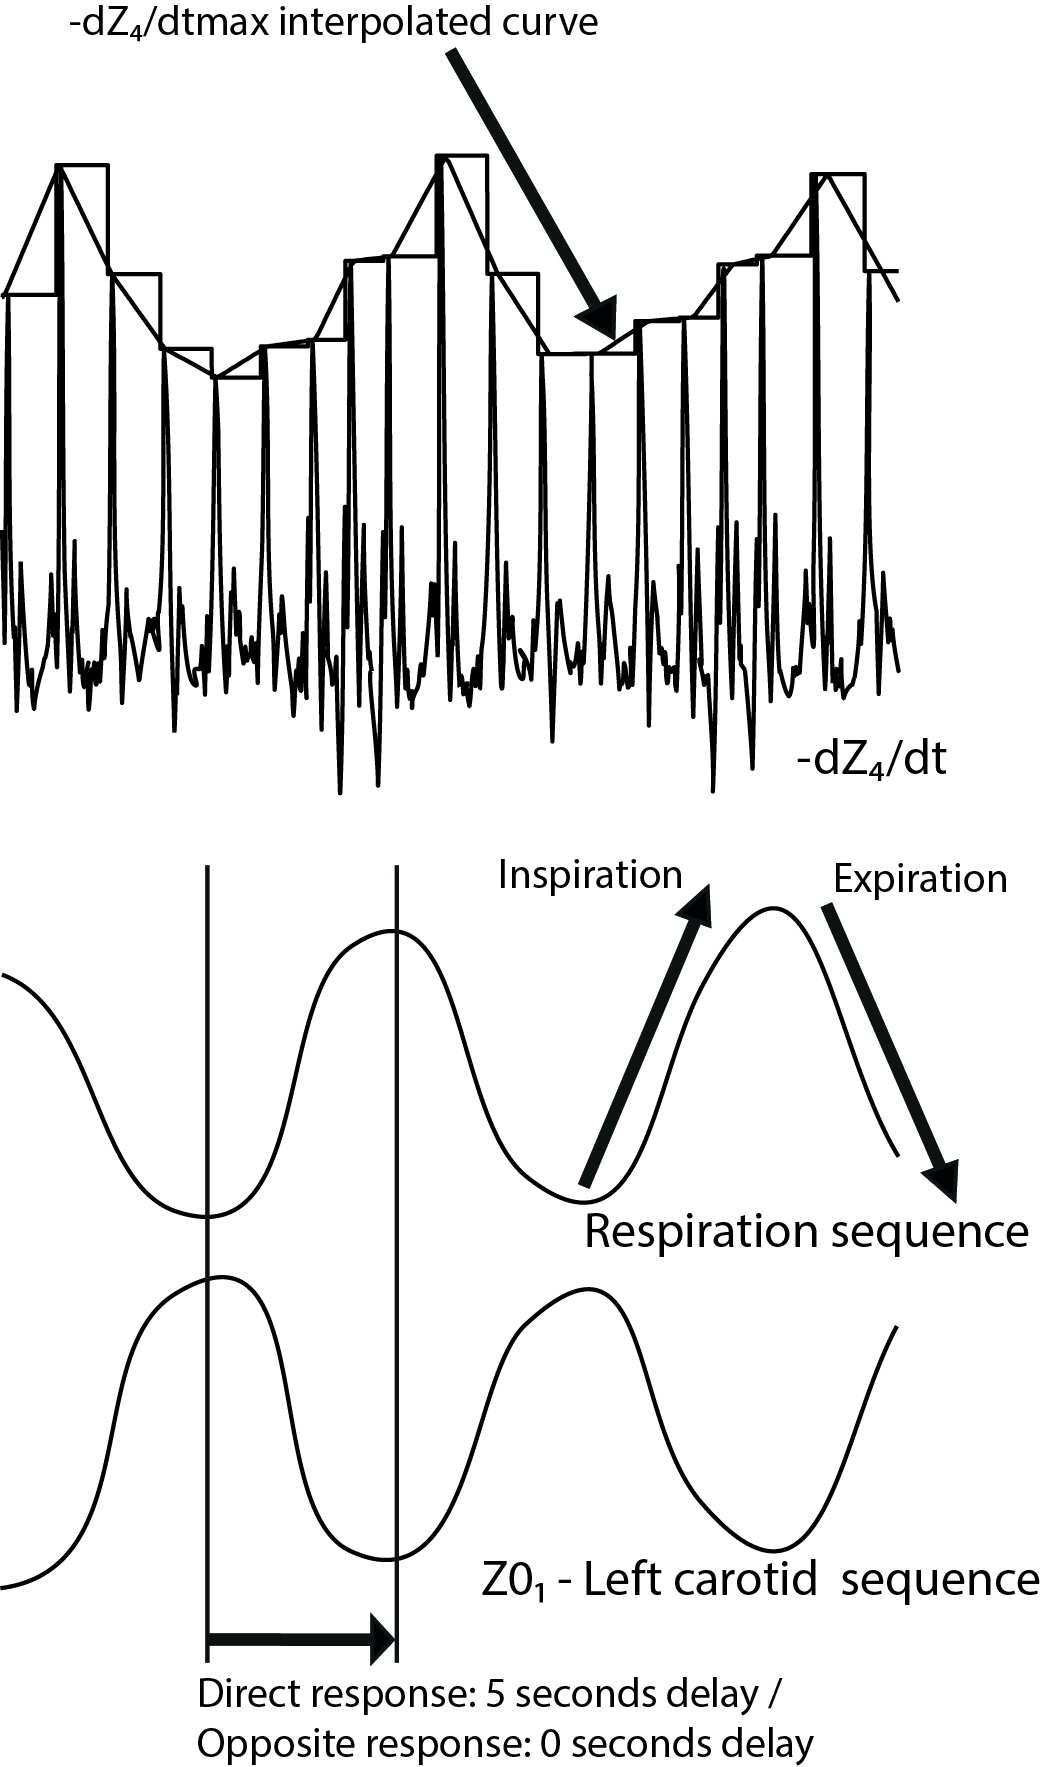 -dZ₄/dtmax interpolated curve
-dZ₄/dt
Inspiration
Expiration
Respiration sequence
Z0₁ - Left carotid sequence
Direct response: 5 seconds delay /
Opposite response: 0 seconds delay